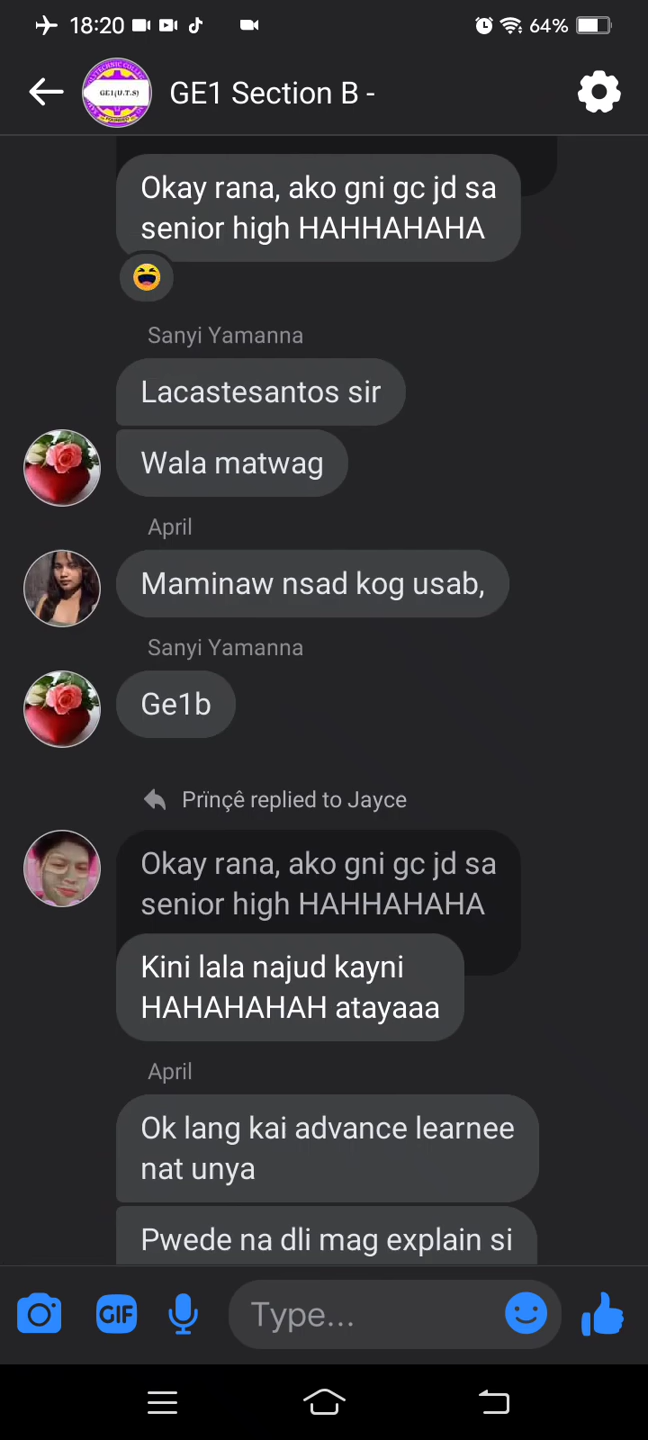 18:20
64%
GE1(U.T.S)
GE1 Section B -
Okay rana, ako gni gc jd sa
senior high HAHHAHAHA
Sanyi Yamanna
Lacastesantos sir
Wala matwag
April
Maminaw nsad kog usab,
Sanyi Yamanna
Ge1b
Prïnçê replied to Jayce
Okay rana, ako gni gc jd sa
senior high HAHHAHAHA
Kini lala najud kayni
HAHAHAHAH atayaaa
April
Ok lang kai advance learnee
nat unya
Pwede na dli mag explain si
GIF
Type...